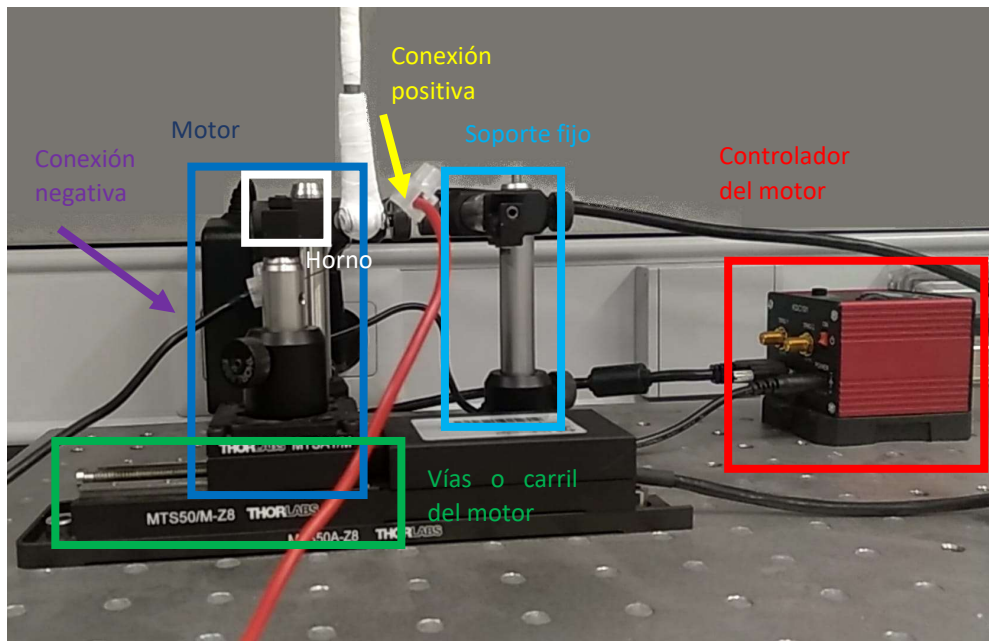 Conexión
positiva
Motor
Soporte fijo
Conexión
negativa
Controlador
del motor
Horno
THORLABS
Vías o carril
del motor
MTS50/M-Z8 THORLABS
THORLABS